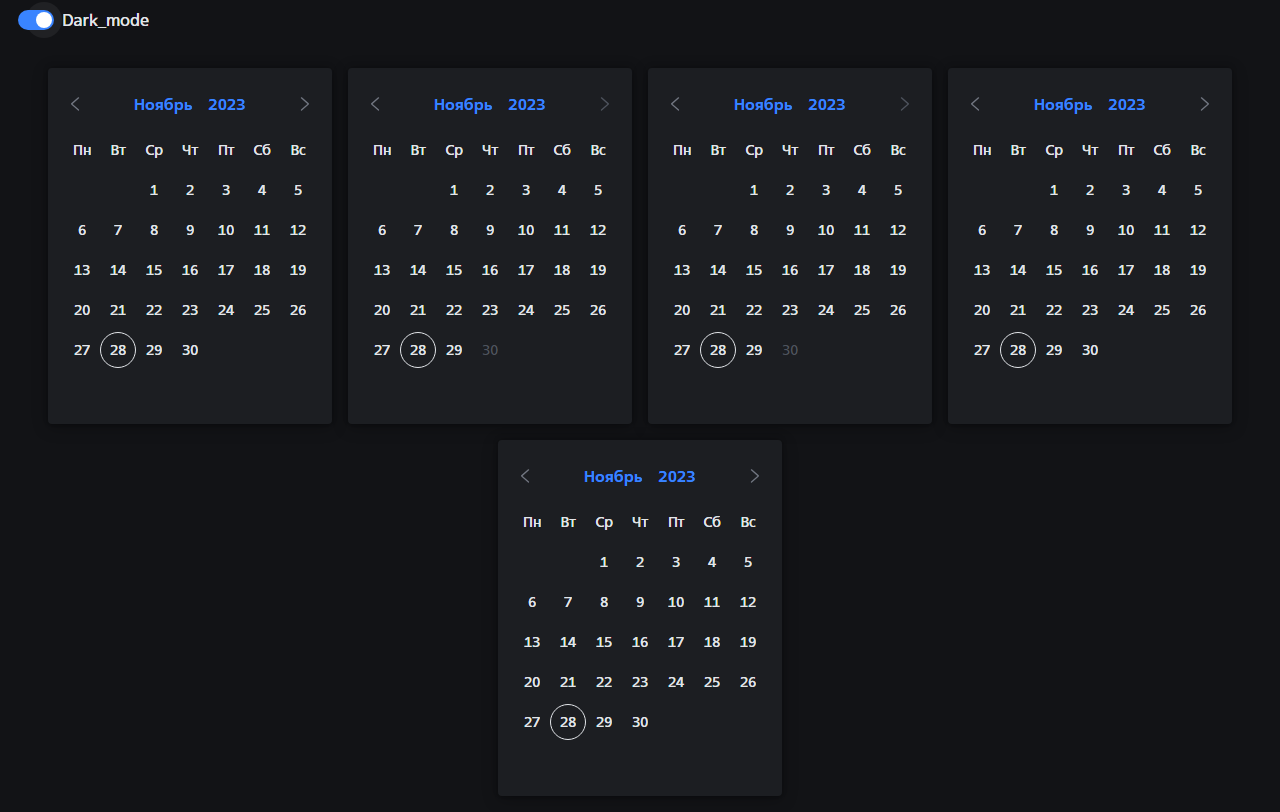 Dark_mode
Ноябрь 2023 Ноябрь 2023 Ноябрь 2023 Ноябрь 2023
Пн Вт Ср Чт Пт Сб Вс Пн Вт Ср Чт Пт Сб Вс Пн Вт Ср Чт Пт Сб Вс Пн Вт Ср Чт Пт Сб Вс
1 2 3 4 5 1 2 3 4 5 1 2 3 4 5 1 2 3 4 5
6 7 8 9 10 11 12 6 7 8 9 10 11 12 6 7 8 9 10 11 12 6 7 8 9 10 11 12
13 14 15 16 17 18 19 13 14 15 16 17 18 19 13 14 15 16 17 18 19 13 14 15 16 17 18 19
20 21 22 23 24 25 26 20 21 22 23 24 25 26 20 21 22 23 24 25 26 20 21 22 23 24 25 26
27 28 29 30 27 28 29 30 27 28 29 30 27 28 29 30
Ноябрь 2023
Пн Вт Ср Чт Пт Сб Вс
1 2 3 4 5
6 7 8 9 10 11 12
13 14 15 16 17 18 19
20 21 22 23 24 25 26
27 28 29 30